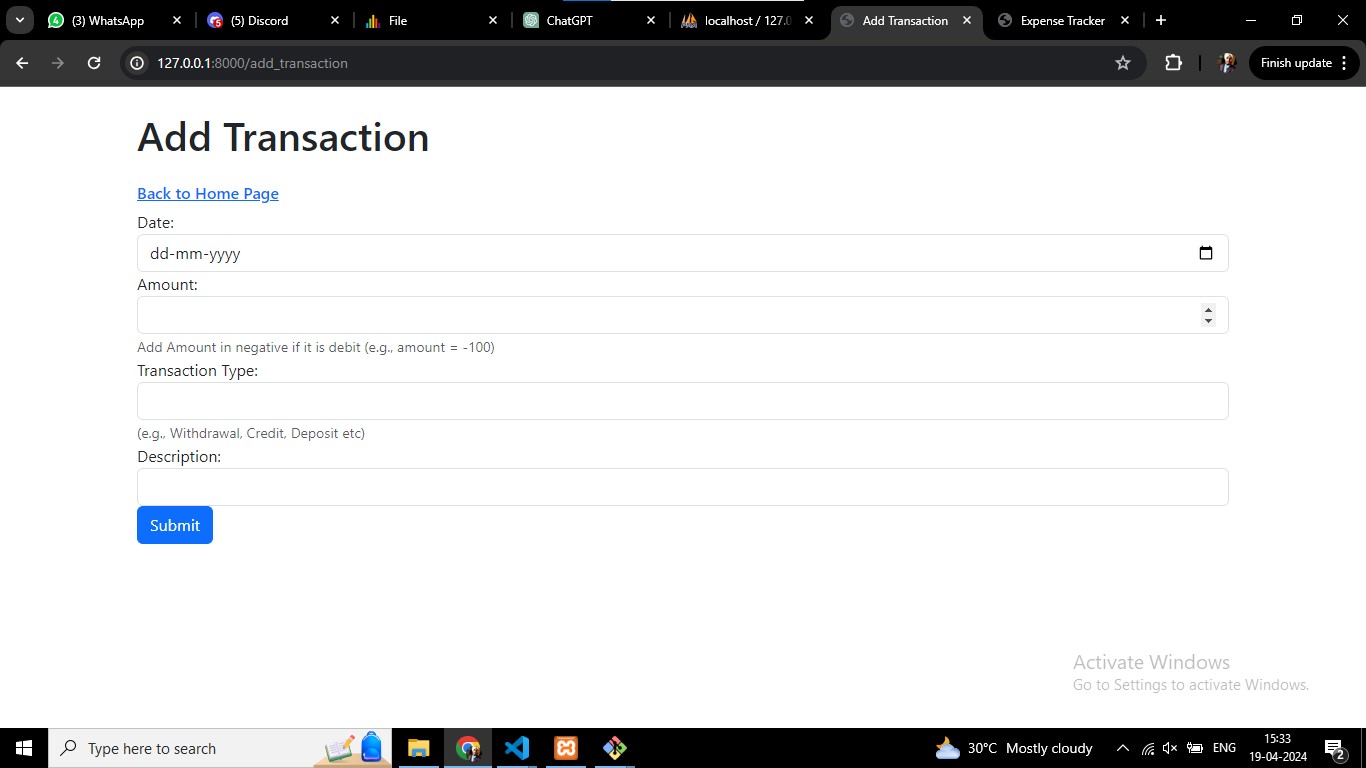 (3) WhatsApp
(5) Discord
File
ChatGPT
localhost / 127.0
Add Transaction
Expense Tracker
127.0.0.1:8000/add_transaction
Finish update
Add Transaction
Back to Home Page
Date:
dd-mm-yyyy
Amount:
Add Amount in negative if it is debit (e.g., amount = -100)
Transaction Type:
(e.g., Withdrawal, Credit, Deposit etc)
Description:
Submit
Activate Windows
Go to Settings to activate Windows.
Type here to search
30°C Mostly cloudy
ENG
15:33
19-04-2024
2